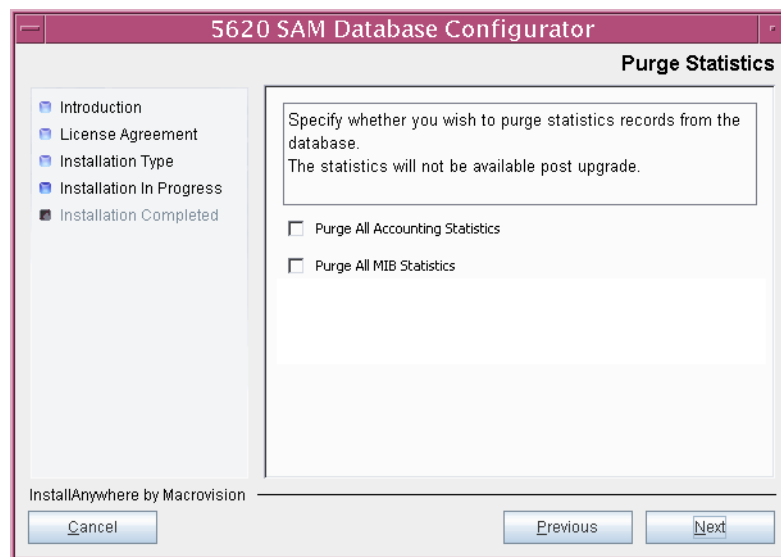 5620 SAM Database Configurator
Purge Statistics
Introduction
License Agreement
Installation Type
Installation In Progress
Installation Completed
Specify whether you wish to purge statistics records from the
database.
The statistics will not be available post upgrade.
Purge All Accounting Statistics
Purge All MIB Statistics
InstallAnywhere by Macrovision
Cancel
Previous
Next